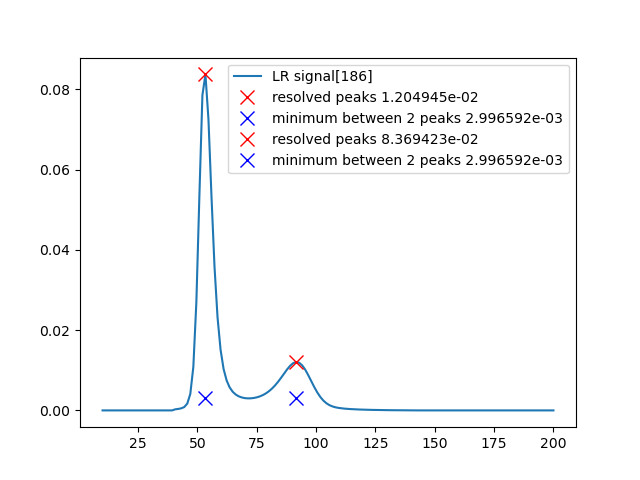 LR signal[186]
resolved peaks 1.204945e-02
minimum between 2 peaks 2.996592e-03
resolved peaks 8.369423e-02
minimum between 2 peaks 2.996592e-03
0.08
0.06
0.04
0.02
0.00
25 50 75 100 125 150 175 200